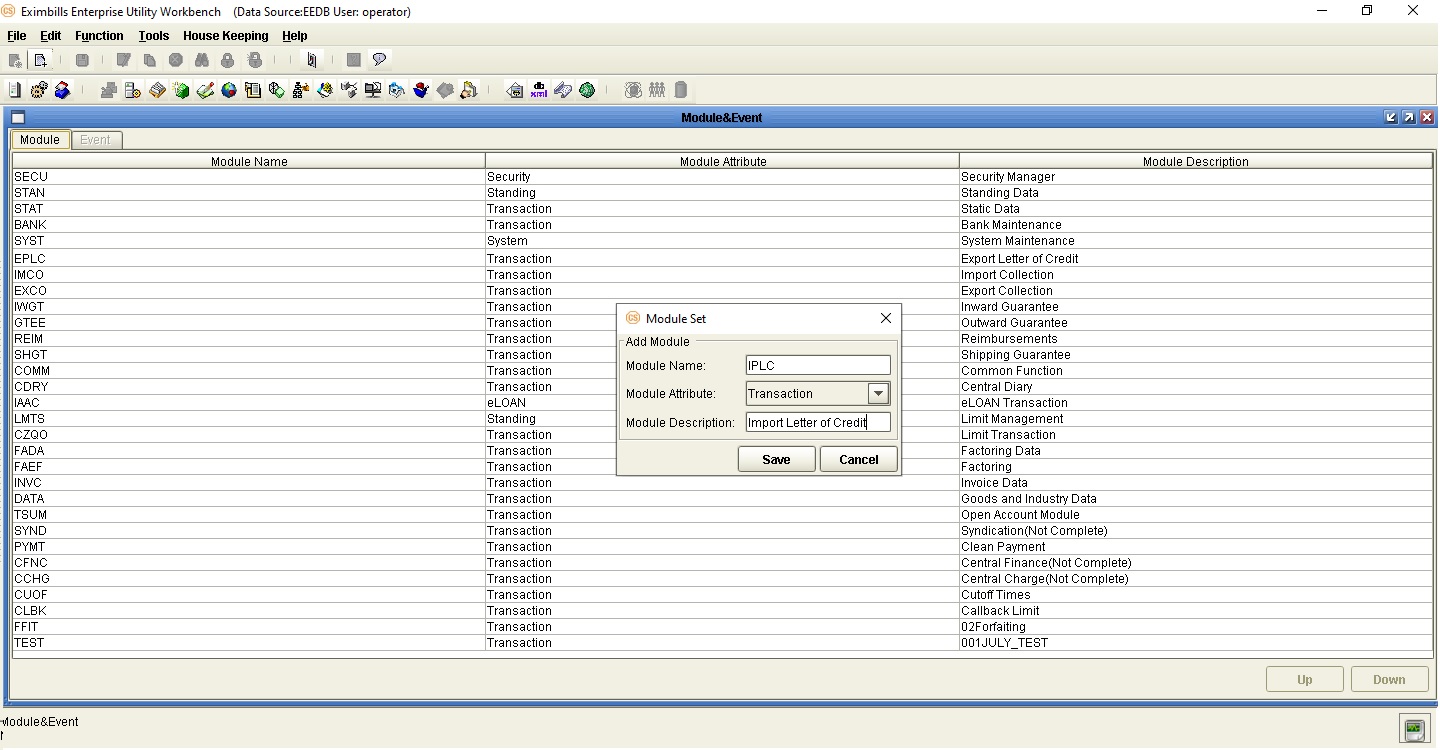 Eximbills Enterprise Utility Workbench (Data Source:EEDB User: operator)
File Edit Function Tools House Keeping Help
Module&Event
Module Event
Module Name Module Attribute Module Description
SECU Security Security Manager
STAN Standing Standing Data
STAT Transaction Static Data
BANK Transaction Bank Maintenance
SYST System System Maintenance
EPLC Transaction Export Letter of Credit
IMCO Transaction Import Collection
EXCO Transaction Export Collection
IWGT Transaction Inward Guarantee
GTEE Transaction Outward Guarantee
REIM Transaction Reimbursements
SHGT Transaction Shipping Guarantee
COMM Transaction Common Function
CDRY Transaction Central Diary
IAAC eLOAN eLOAN Transaction
LMTS Standing Limit Management
CZQO Transaction Limit Transaction
FADA Transaction Factoring Data
FAEF Transaction Factoring
INVC Transaction Invoice Data
DATA Transaction Goods and Industry Data
TSUM Transaction Open Account Module
SYND Transaction Syndication(Not Complete)
PYMT Transaction Clean Payment
CFNC Transaction Central Finance(Not Complete)
CCHG Transaction Central Charge(Not Complete)
CUOF Transaction Cutoff Times
CLBK Transaction Callback Limit
FFIT Transaction 02Forfaiting
TEST Transaction 001JULY_TEST
CS Module Set
Add Module
Module Name: IPLC
Module Attribute: Transaction
Module Description: Import Letter of Credit
Save Cancel
Up Down
Module&Event